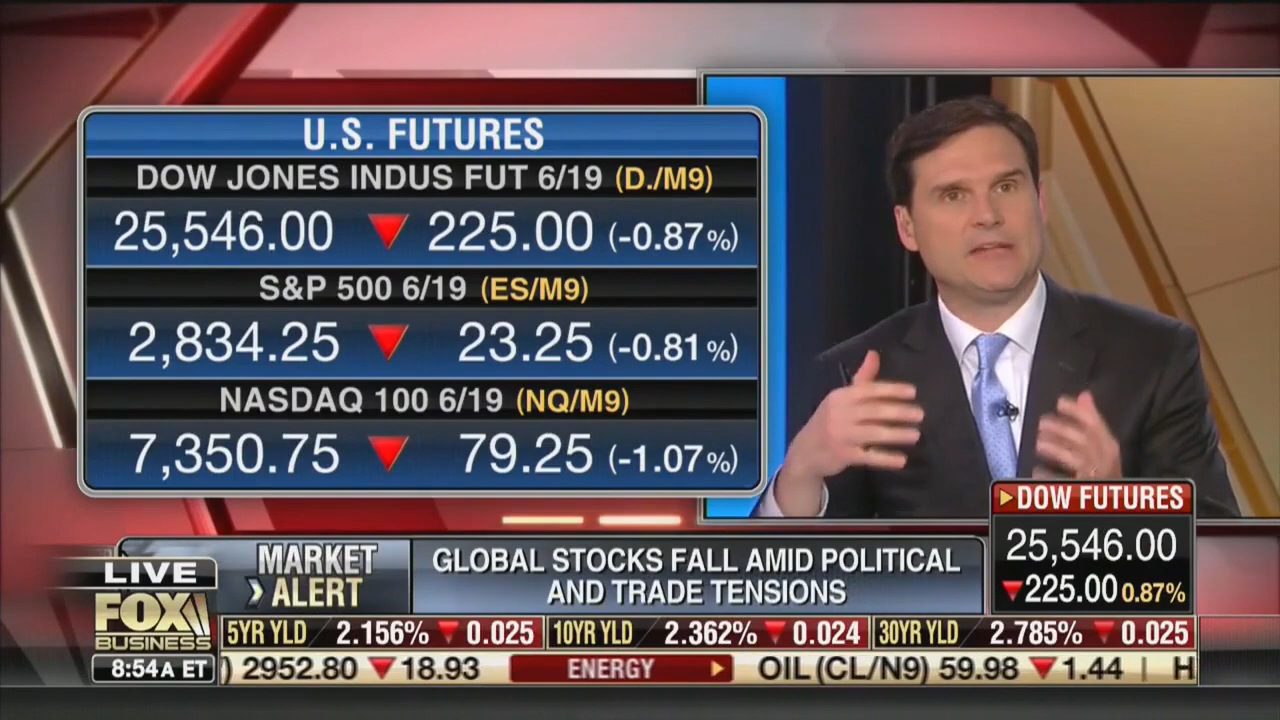 U.S. FUTURES
DOW JONES INDUS FUT 6/19 (D./M9)
25,546.00 ▼ 225.00 (-0.87%)
S&P 500 6/19 (ES/M9)
2,834.25 ▼ 23.25 (-0.81%)
NASDAQ 100 6/19 (NQ/M9)
7,350.75 ▼ 79.25 (-1.07%)
DOW FUTURES
25,546.00
▼225.00 0.87%
MARKET
ALERT
GLOBAL STOCKS FALL AMID POLITICAL
AND TRADE TENSIONS
LIVE
FOX
BUSINESS
8:54A ET
5YR YLD 2.156% ▼ 0.025 10YR YLD 2.362% ▼ 0.024 30YR YLD 2.785% ▼ 0.025
) 2952.80 ▼ 18.93 ENERGY OIL (CL/N9) 59.98 ▼ 1.44 | H